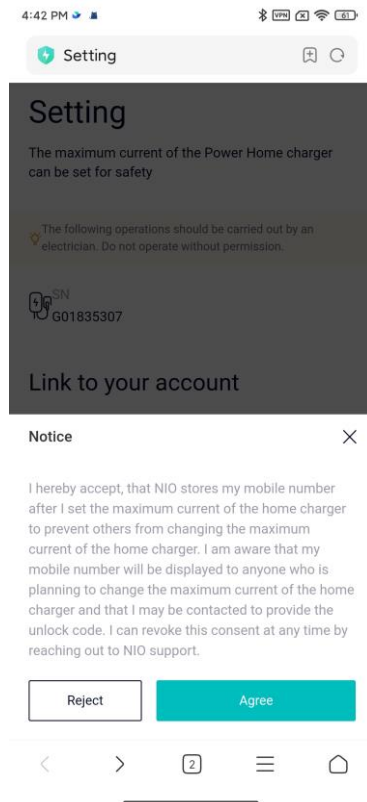 4:42 PM
VPN
61
Setting
Setting
The maximum current of the Power Home charger
can be set for safety
The following operations should be carried out by an
electrician. Do not operate without permission.
SN
G01835307
Link to your account
Notice
I hereby accept, that NIO stores my mobile number
after I set the maximum current of the home charger
to prevent others from changing the maximum
current of the home charger. I am aware that my
mobile number will be displayed to anyone who is
planning to change the maximum current of the home
charger and that I may be contacted to provide the
unlock code. I can revoke this consent at any time by
reaching out to NIO support.
Reject
Agree
2